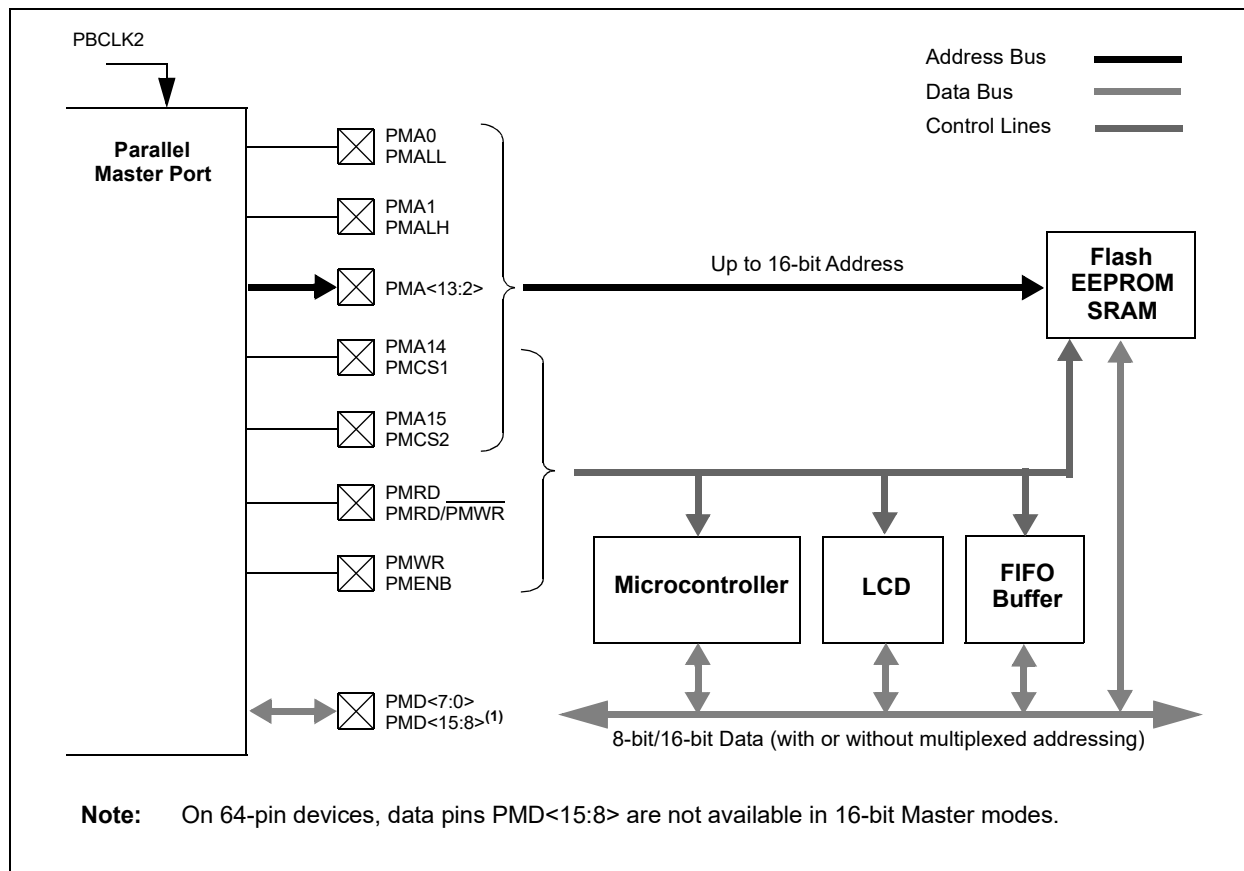 PBCLK2
Address Bus
Data Bus
Control Lines
Parallel
Master Port
PMA0
PMALL
PMA1
PMALH
PMA<13:2>
PMA14
PMCS1
PMA15
PMCS2
PMRD
PMRD/PMWR
PMWR
PMENB
PMD<7:0>
PMD<15:8>(1)
Up to 16-bit Address
Flash
EEPROM
SRAM
Microcontroller
LCD
FIFO
Buffer
8-bit/16-bit Data (with or without multiplexed addressing)
Note: On 64-pin devices, data pins PMD<15:8> are not available in 16-bit Master modes.